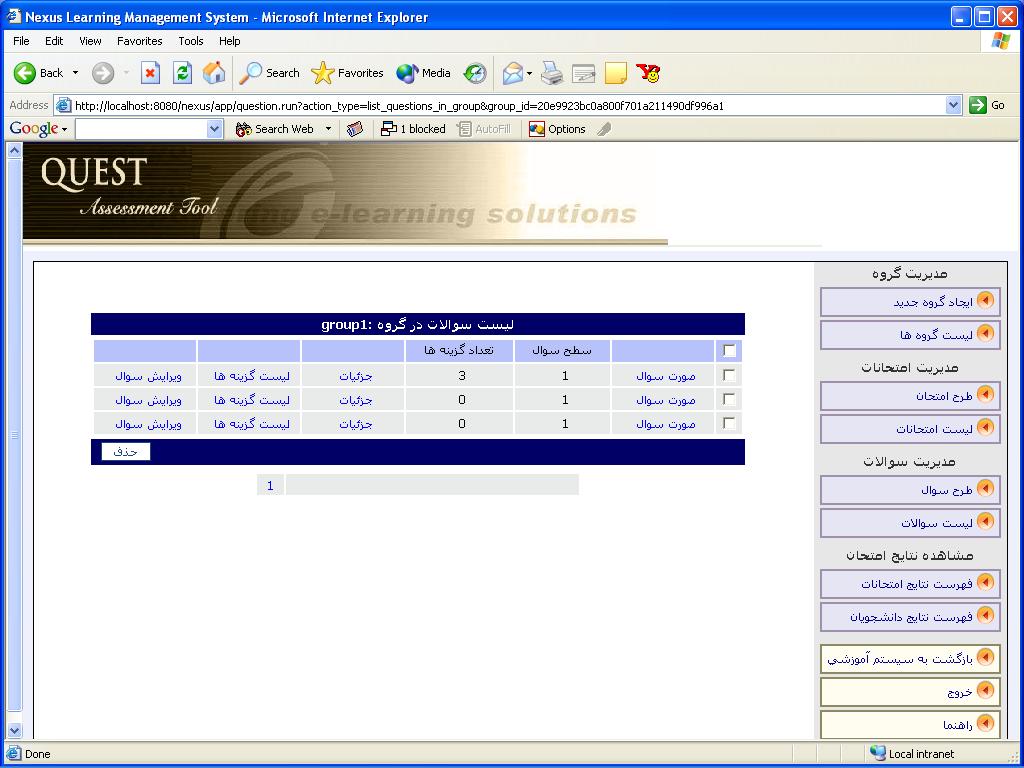 Nexus Learning Management System - Microsoft Internet Explorer
File Edit View Favorites Tools Help
Back Search Favorites Media
Address http://localhost:8080/nexus/app/question.run?action_type=list_questions_in_group&group_id=20e9923bc0a800f701a211490df996a1 Go
Google Search Web 1 blocked AutoFill Options
QUEST
Assessment Tool
e-learning solutions
لیست سوالات در گروه :group1
سطح سوال تعداد گزینه ها
صورت سوال 1 3 جزئیات لیست گزینه ها ویرایش سوال
صورت سوال 1 0 جزئیات لیست گزینه ها ویرایش سوال
صورت سوال 1 0 جزئیات لیست گزینه ها ویرایش سوال
حذف
1
مدیریت گروه
ایجاد گروه جدید
لیست گروه ها
مدیریت امتحانات
طرح امتحان
لیست امتحانات
مدیریت سوالات
طرح سوال
لیست سوالات
مشاهده نتایج امتحان
فهرست نتایج امتحانات
فهرست نتایج دانشجویان
بازگشت به سیستم آموزشی
خروج
راهنما
Done Local intranet